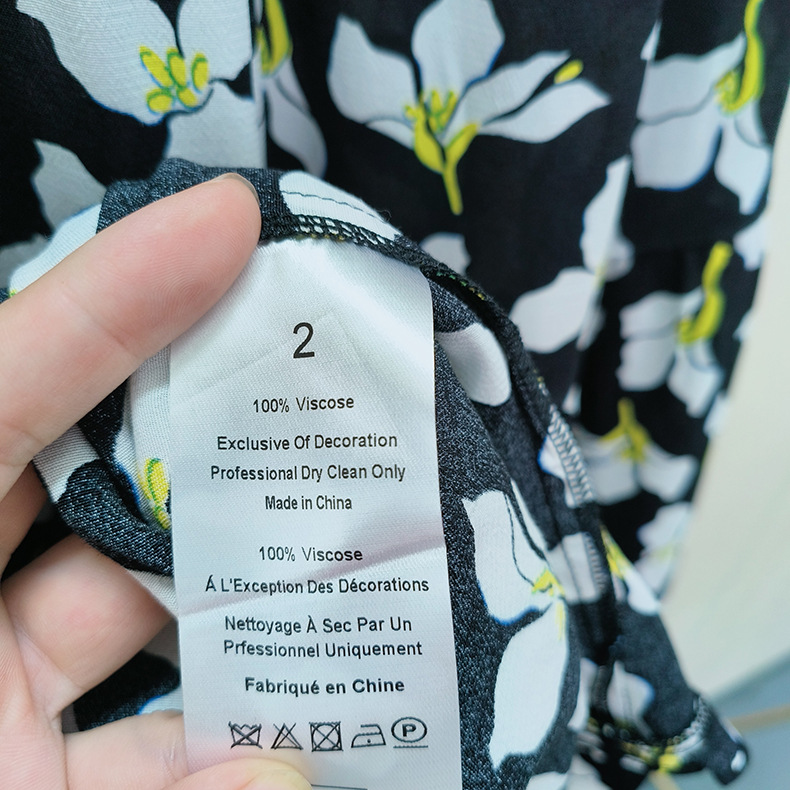 2
100% Viscose
Exclusive Of Decoration
Professional Dry Clean Only
Made in China
100% Viscose
Á L'Exception Des Décorations
Nettoyage À Sec Par Un
Prfessionnel Uniquement
Fabriqué en Chine
P